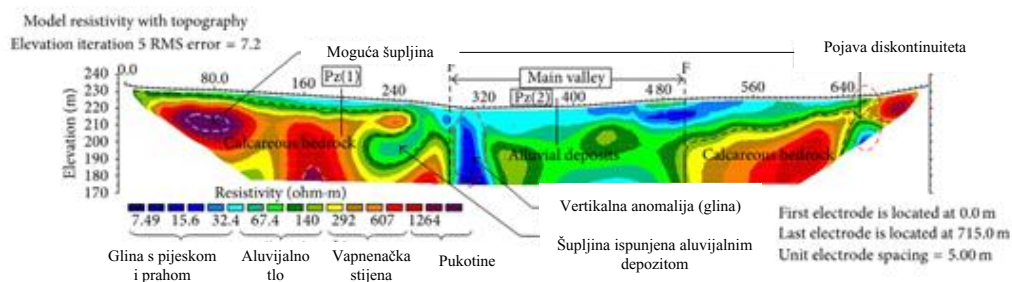 Model resistivity with topography
Elevation iteration 5 RMS error = 7.2
Moguća šupljina
Pojava diskontinuiteta
0.0
80.0
160
240
320
400
480
560
640
Pz(1)
F
Main valley
F
Pz(2)
Elevation (m)
240
230
220
210
200
190
180
170
Calcareous bedrock
Alluvial deposits
Calcareous bedrock
Resistivity (ohm-m)
7.49 15.6 32.4 67.4 140 292 607 1264
Vertikalna anomalija (glina)
Šupljina ispunjena aluvijalnim
depozitom
First electrode is located at 0.0 m
Last electrode is located at 715.0 m
Unit electrode spacing = 5.00 m
Glina s pijeskom
i prahom
Aluvijalno
tlo
Vapnenačka
stijena
Pukotine